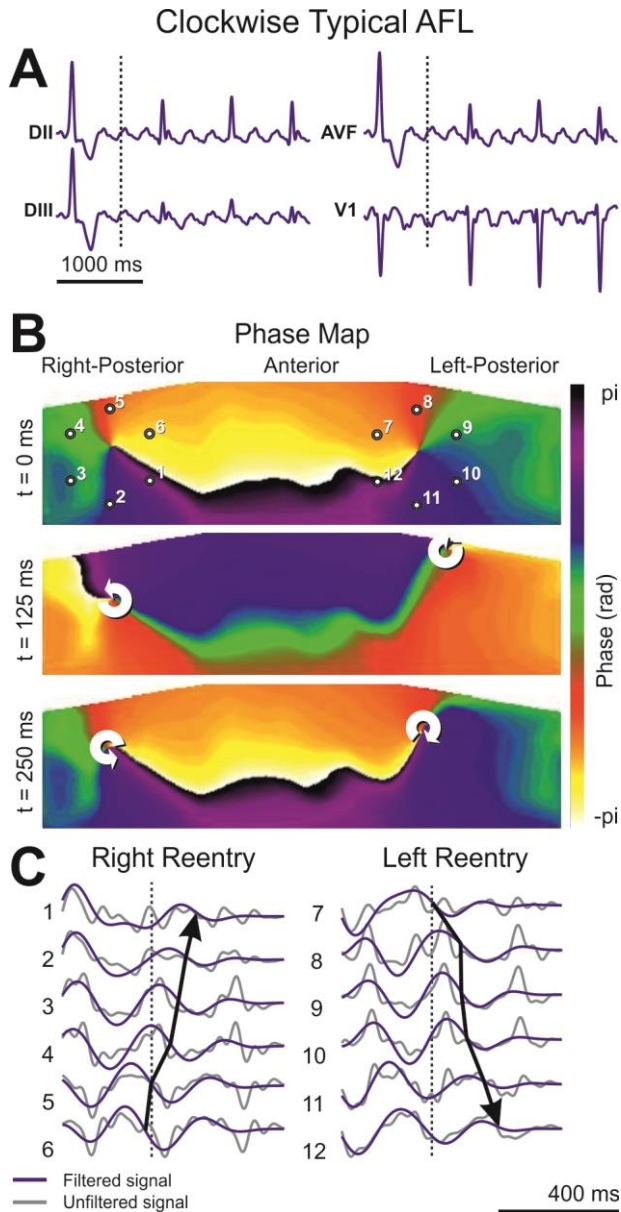 Clockwise Typical AFL
A
DII
AVF
DIII
V1
1000 ms
B
Phase Map
Right-Posterior
Anterior
Left-Posterior
t = 0 ms
5
4
6
3
1
2
8
7
9
12
10
11
t = 125 ms
t = 250 ms
pi
Phase (rad)
-pi
C
Right Reentry
Left Reentry
1
2
3
4
5
6
7
8
9
10
11
12
Filtered signal
Unfiltered signal
400 ms